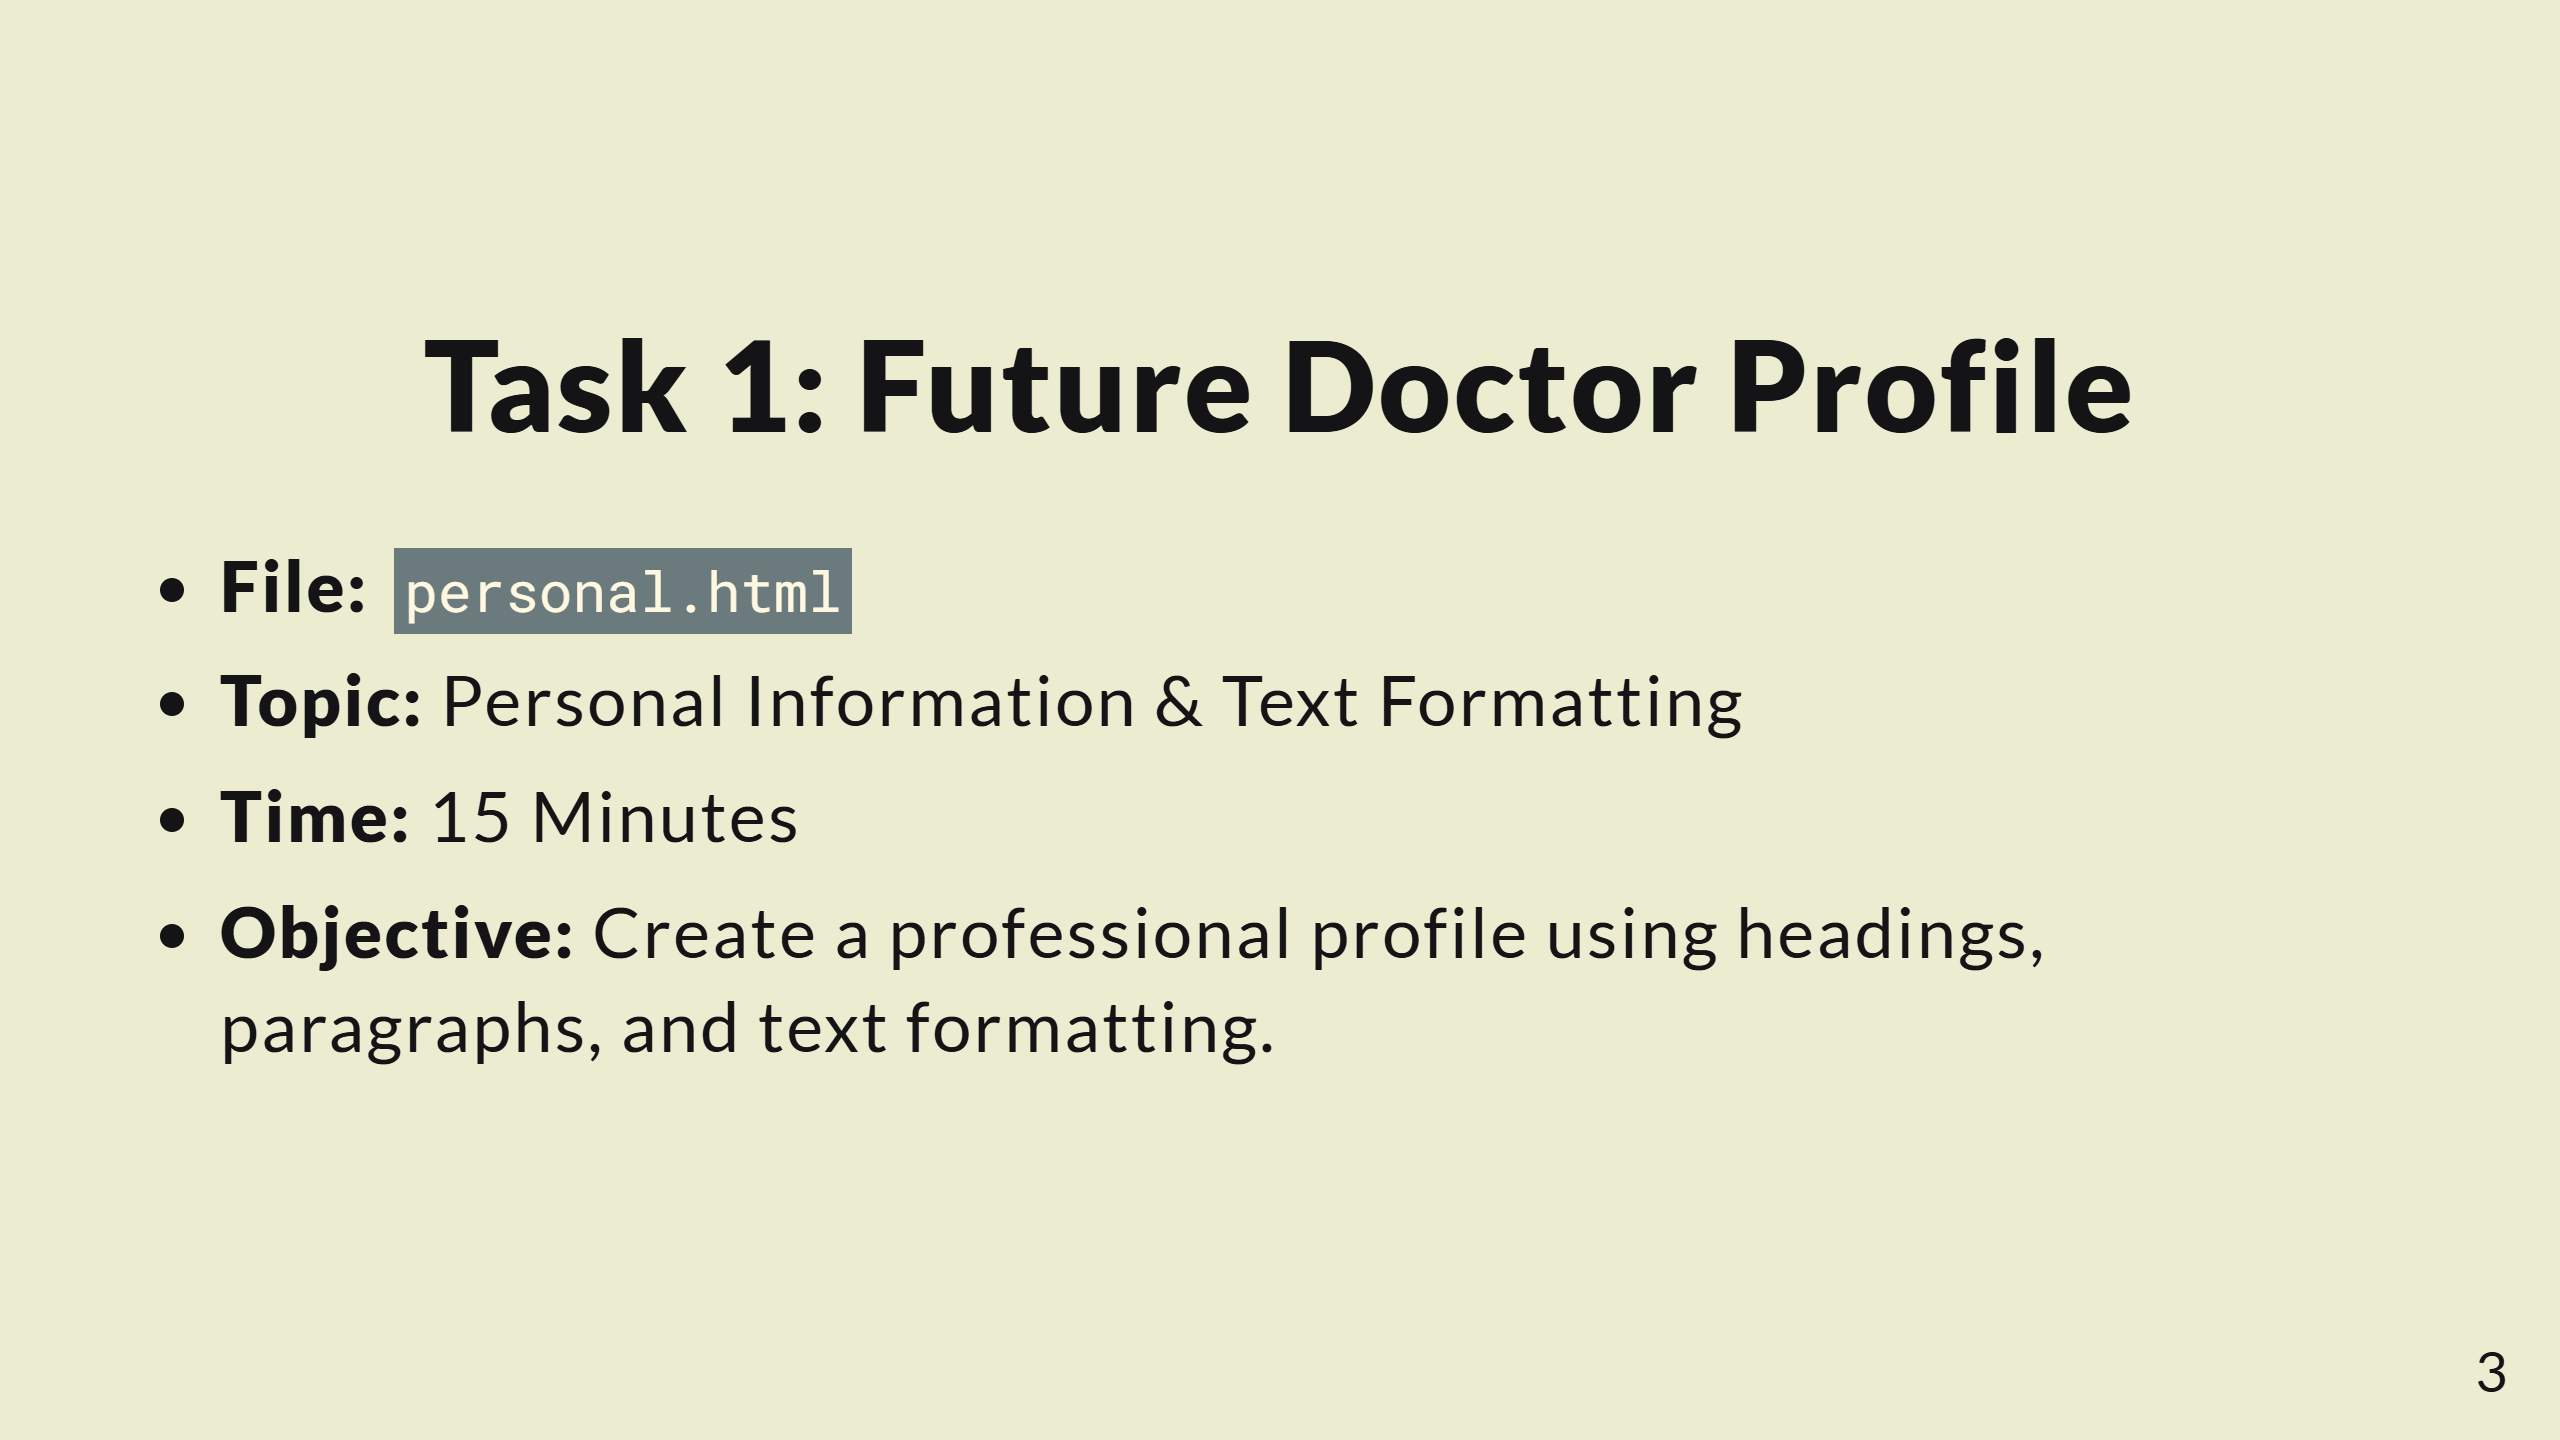 Task 1: Future Doctor Profile
• File: personal.html
• Topic: Personal Information & Text Formatting
• Time: 15 Minutes
• Objective: Create a professional profile using headings,
paragraphs, and text formatting.
3